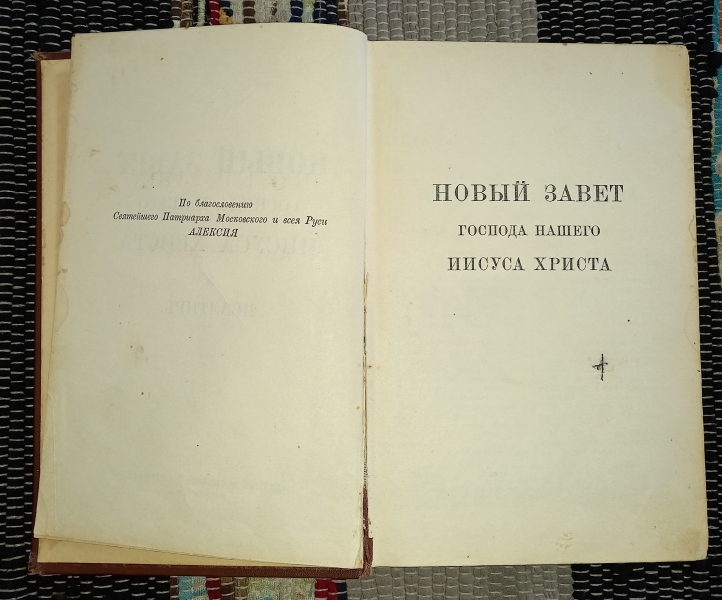 По благословению
Святейшего Патриарха Московского и всея Руси
АЛЕКСИЯ
НОВЫЙ ЗАВЕТ
ГОСПОДА НАШЕГО
ИИСУСА ХРИСТА